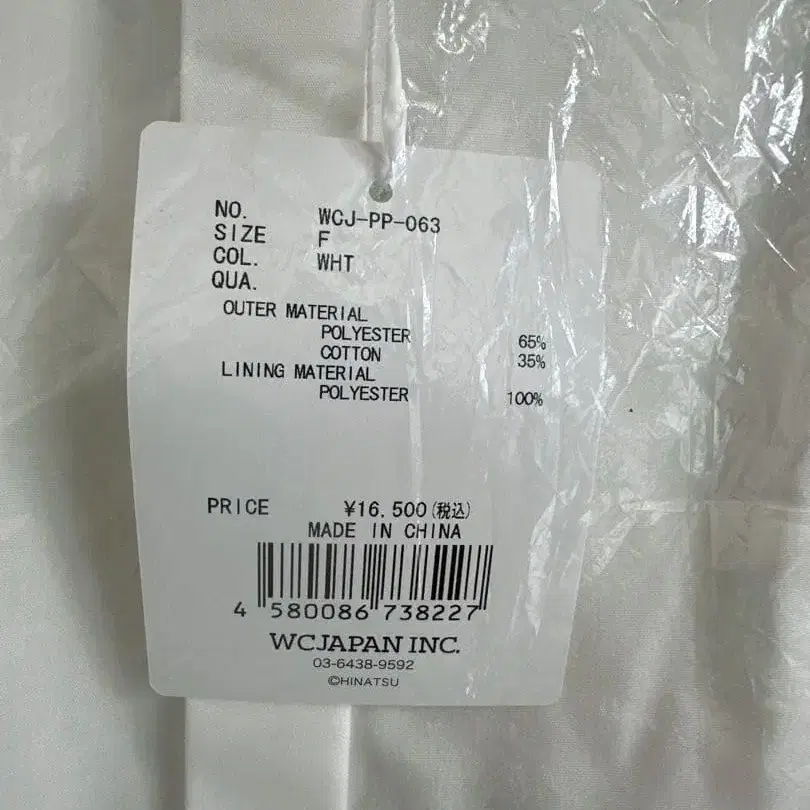 NO. WCJ-PP-063
SIZE F
COL. WHT
QUA.
OUTER MATERIAL
POLYESTER 65%
COTTON 35%
LINING MATERIAL
POLYESTER 100%
PRICE ¥16.500(税込)
MADE IN CHINA
4 580086 738227
WCJAPAN INC.
03-6438-9592
©HINATSU